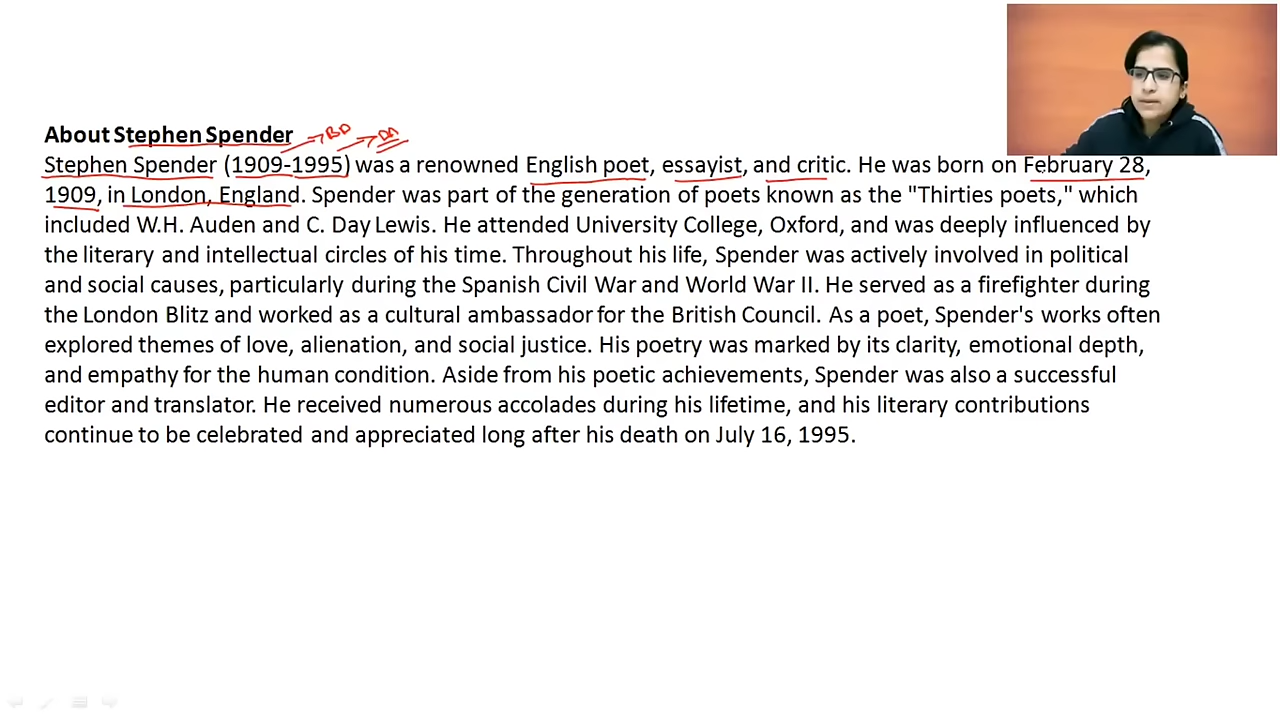 About Stephen Spender
BD
DD
Stephen Spender (1909-1995) was a renowned English poet, essayist, and critic. He was born on February 28,
1909, in London, England. Spender was part of the generation of poets known as the "Thirties poets," which
included W.H. Auden and C. Day Lewis. He attended University College, Oxford, and was deeply influenced by
the literary and intellectual circles of his time. Throughout his life, Spender was actively involved in political
and social causes, particularly during the Spanish Civil War and World War II. He served as a firefighter during
the London Blitz and worked as a cultural ambassador for the British Council. As a poet, Spender's works often
explored themes of love, alienation, and social justice. His poetry was marked by its clarity, emotional depth,
and empathy for the human condition. Aside from his poetic achievements, Spender was also a successful
editor and translator. He received numerous accolades during his lifetime, and his literary contributions
continue to be celebrated and appreciated long after his death on July 16, 1995.